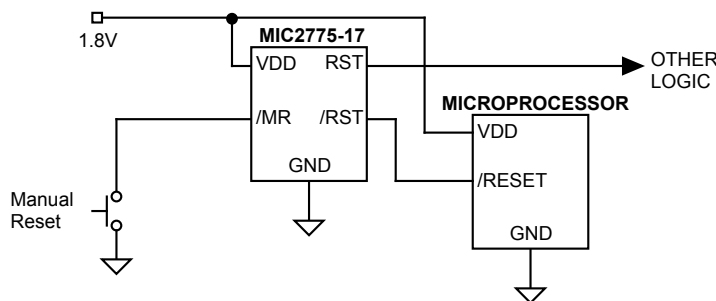 1.8V
MIC2775-17
VDD RST
/MR /RST
GND
OTHER
LOGIC
MICROPROCESSOR
VDD
/RESET
GND
Manual
Reset